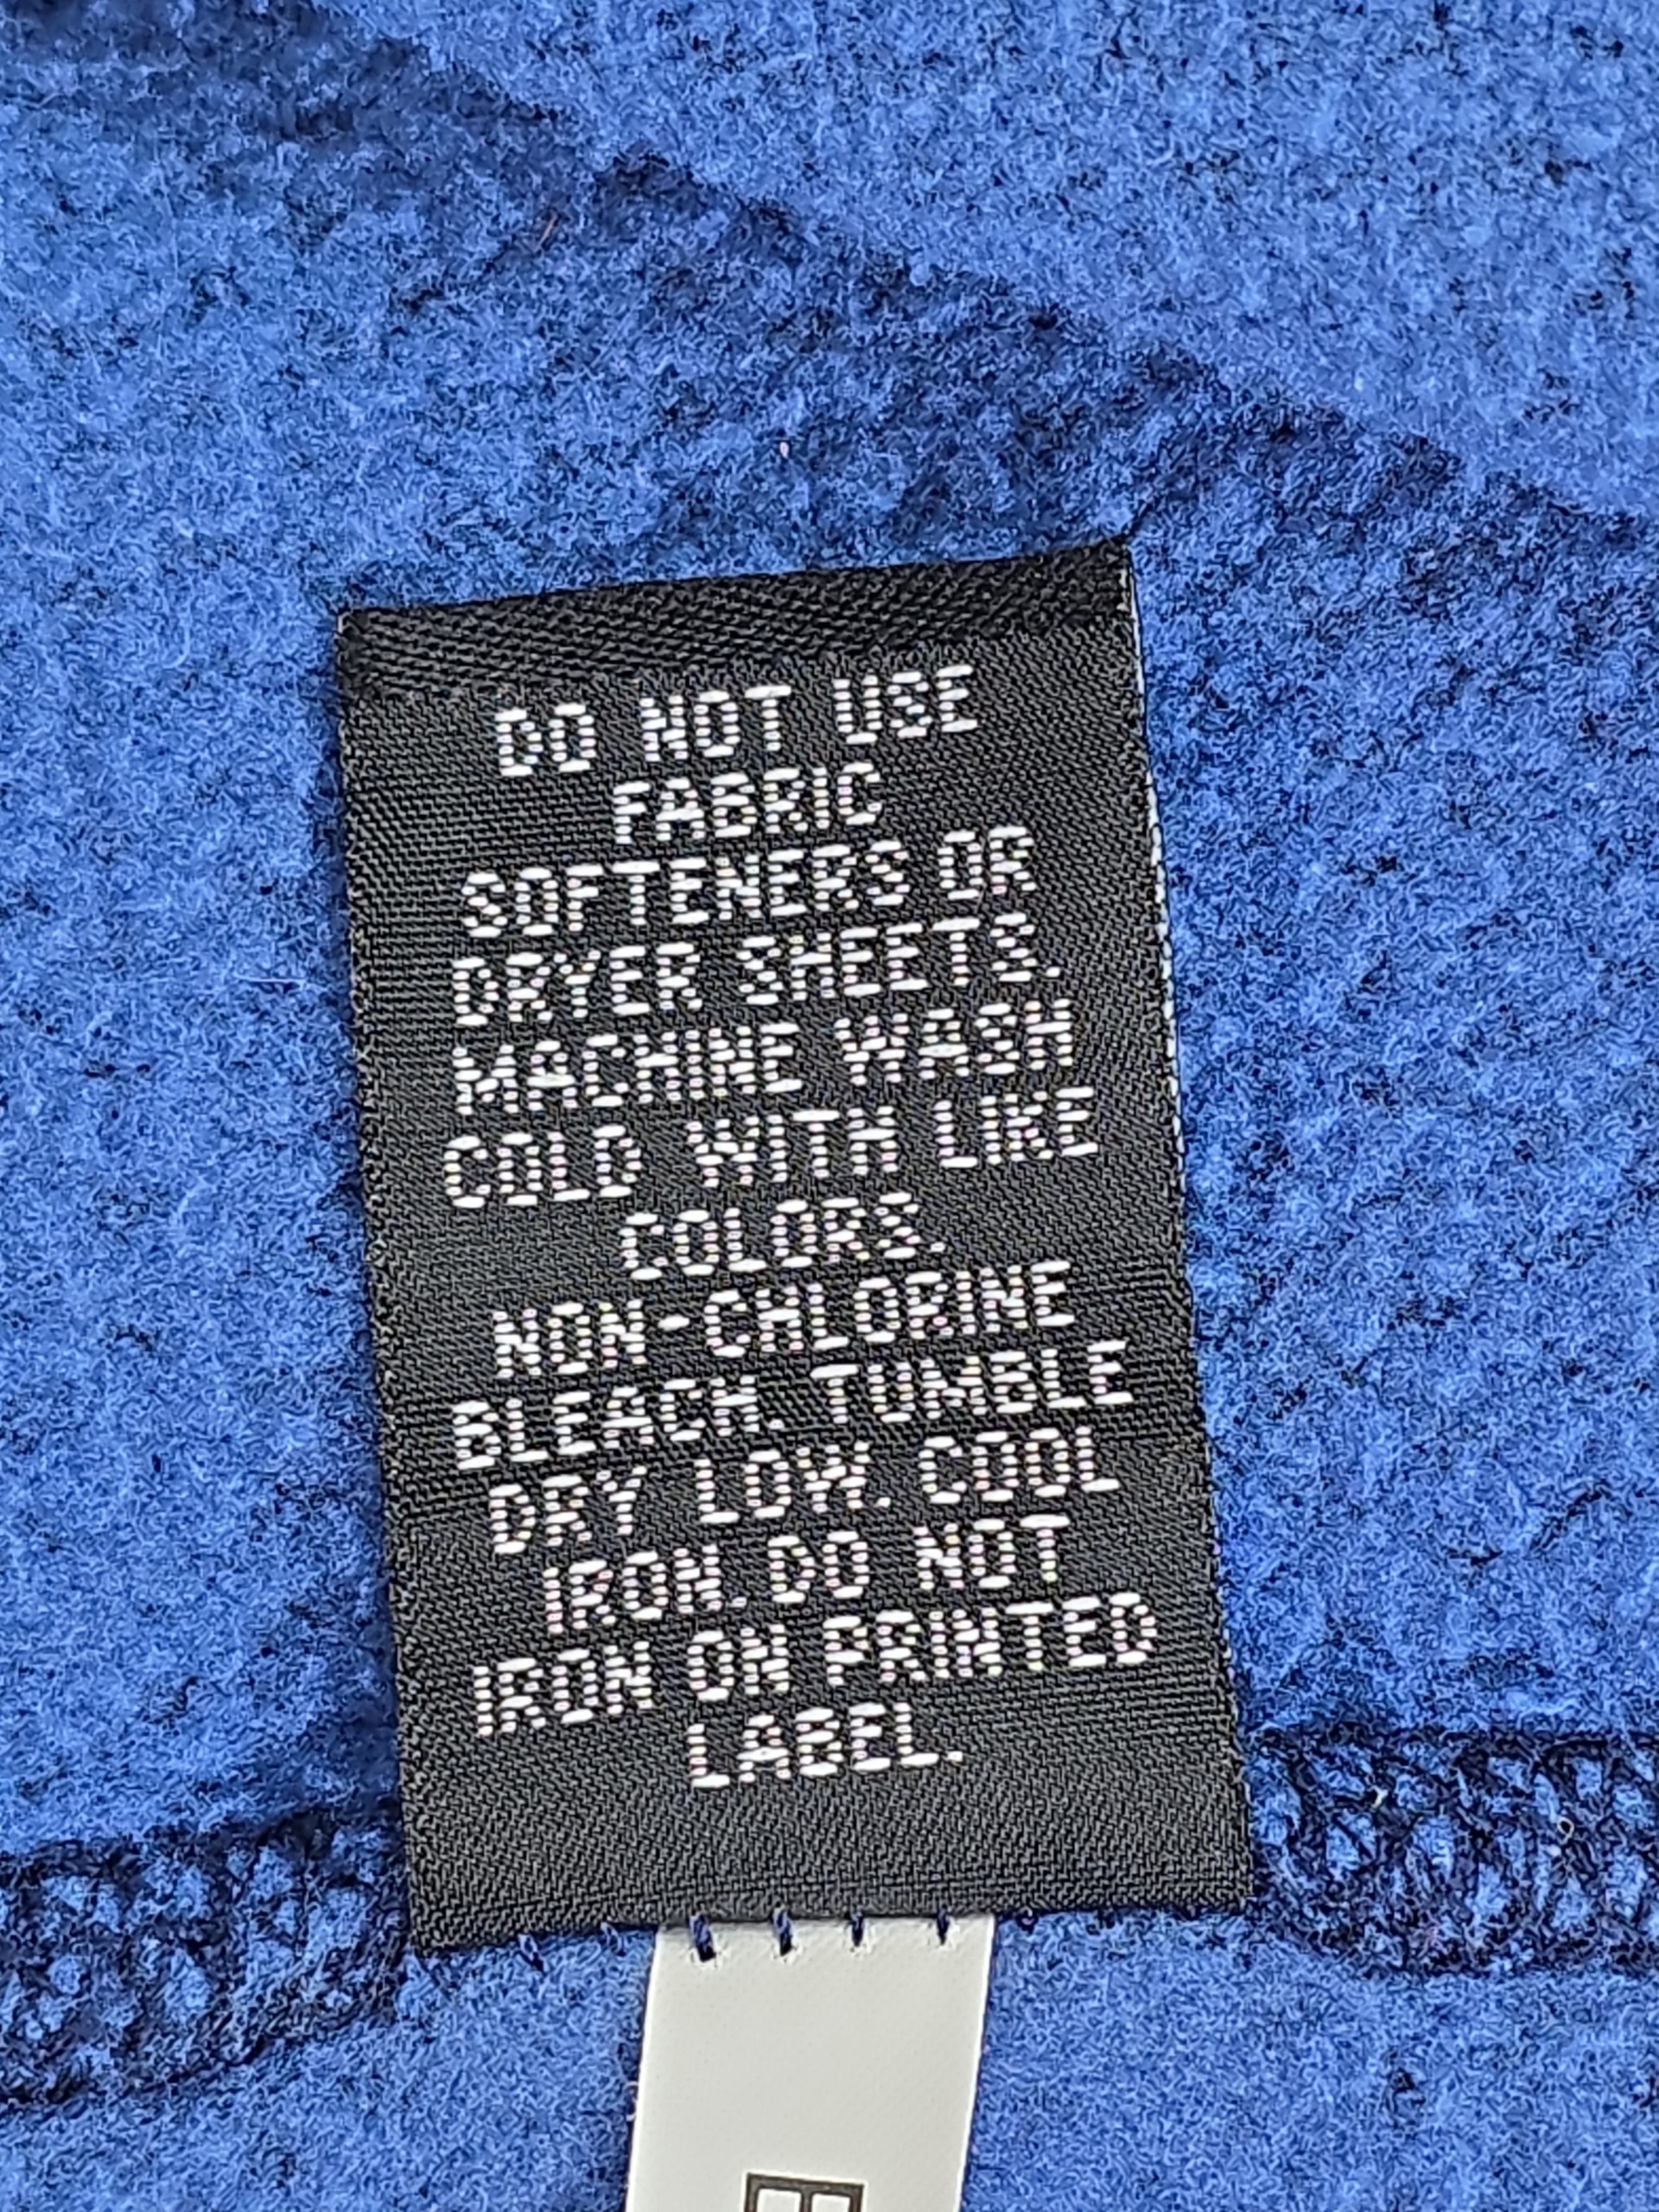 DO NOT USE
FABRIC
SOFTENERS OR
DRYER SHEETS.
MACHINE WASH
COLD WITH LIKE
COLORS.
NON-CHLORINE
BLEACH. TUMBLE
DRY LOW. COOL
IRON. DO NOT
IRON ON PRINTED
LABEL.